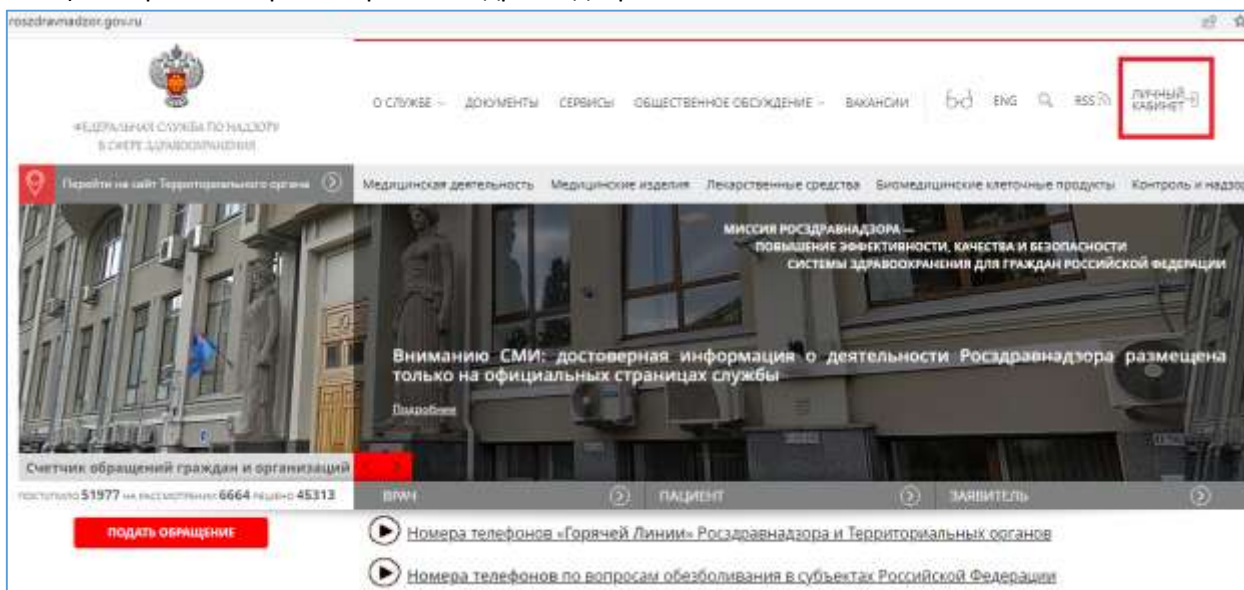 roszdravnadzor.gov.ru
ФЕДЕРАЛЬНАЯ СЛУЖБА ПО НАДЗОРУ
В СФЕРЕ ЗДРАВООХРАНЕНИЯ
О СЛУЖБЕ ДОКУМЕНТЫ СЕРВИСЫ ОБЩЕСТВЕННОЕ ОБСУЖДЕНИЕ ВАКАНСИИ ENG RSS ЛИЧНЫЙ
КАБИНЕТ
Перейти на сайт Территориального органа
Медицинская деятельность Медицинские изделия Лекарственные средства Биомедицинские клеточные продукты Контроль и надзор
МИССИЯ РОСЗДРАВНАДЗОРА —
ПОВЫШЕНИЕ ЭФФЕКТИВНОСТИ, КАЧЕСТВА И БЕЗОПАСНОСТИ
СИСТЕМЫ ЗДРАВООХРАНЕНИЯ ДЛЯ ГРАЖДАН РОССИЙСКОЙ ФЕДЕРАЦИИ
Вниманию СМИ: достоверная информация о деятельности Росздравнадзора размещена
только на официальных страницах службы
Подробнее
Счетчик обращений граждан и организаций
ПОСТУПИЛО 51977 НА РАССМОТРЕНИИ 6664 РЕШЕНО 45313
ВРАЧ ПАЦИЕНТ ЗАЯВИТЕЛЬ
ПОДАТЬ ОБРАЩЕНИЕ
Номера телефонов «Горячей Линии» Росздравнадзора и Территориальных органов
Номера телефонов по вопросам обезболивания в субъектах Российской Федерации